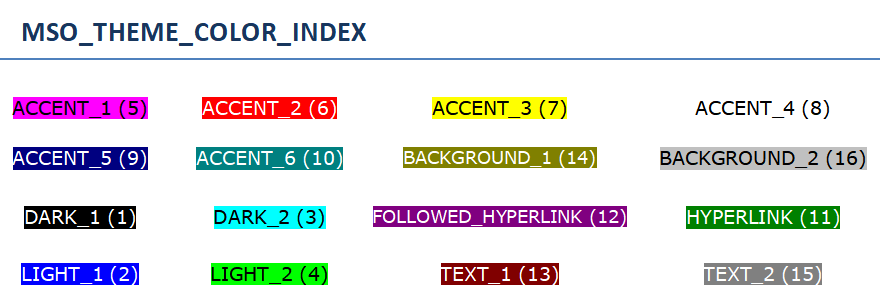 MSO_THEME_COLOR_INDEX
ACCENT_1 (5) ACCENT_2 (6) ACCENT_3 (7) ACCENT_4 (8)
ACCENT_5 (9) ACCENT_6 (10) BACKGROUND_1 (14) BACKGROUND_2 (16)
DARK_1 (1) DARK_2 (3) FOLLOWED_HYPERLINK (12) HYPERLINK (11)
LIGHT_1 (2) LIGHT_2 (4) TEXT_1 (13) TEXT_2 (15)